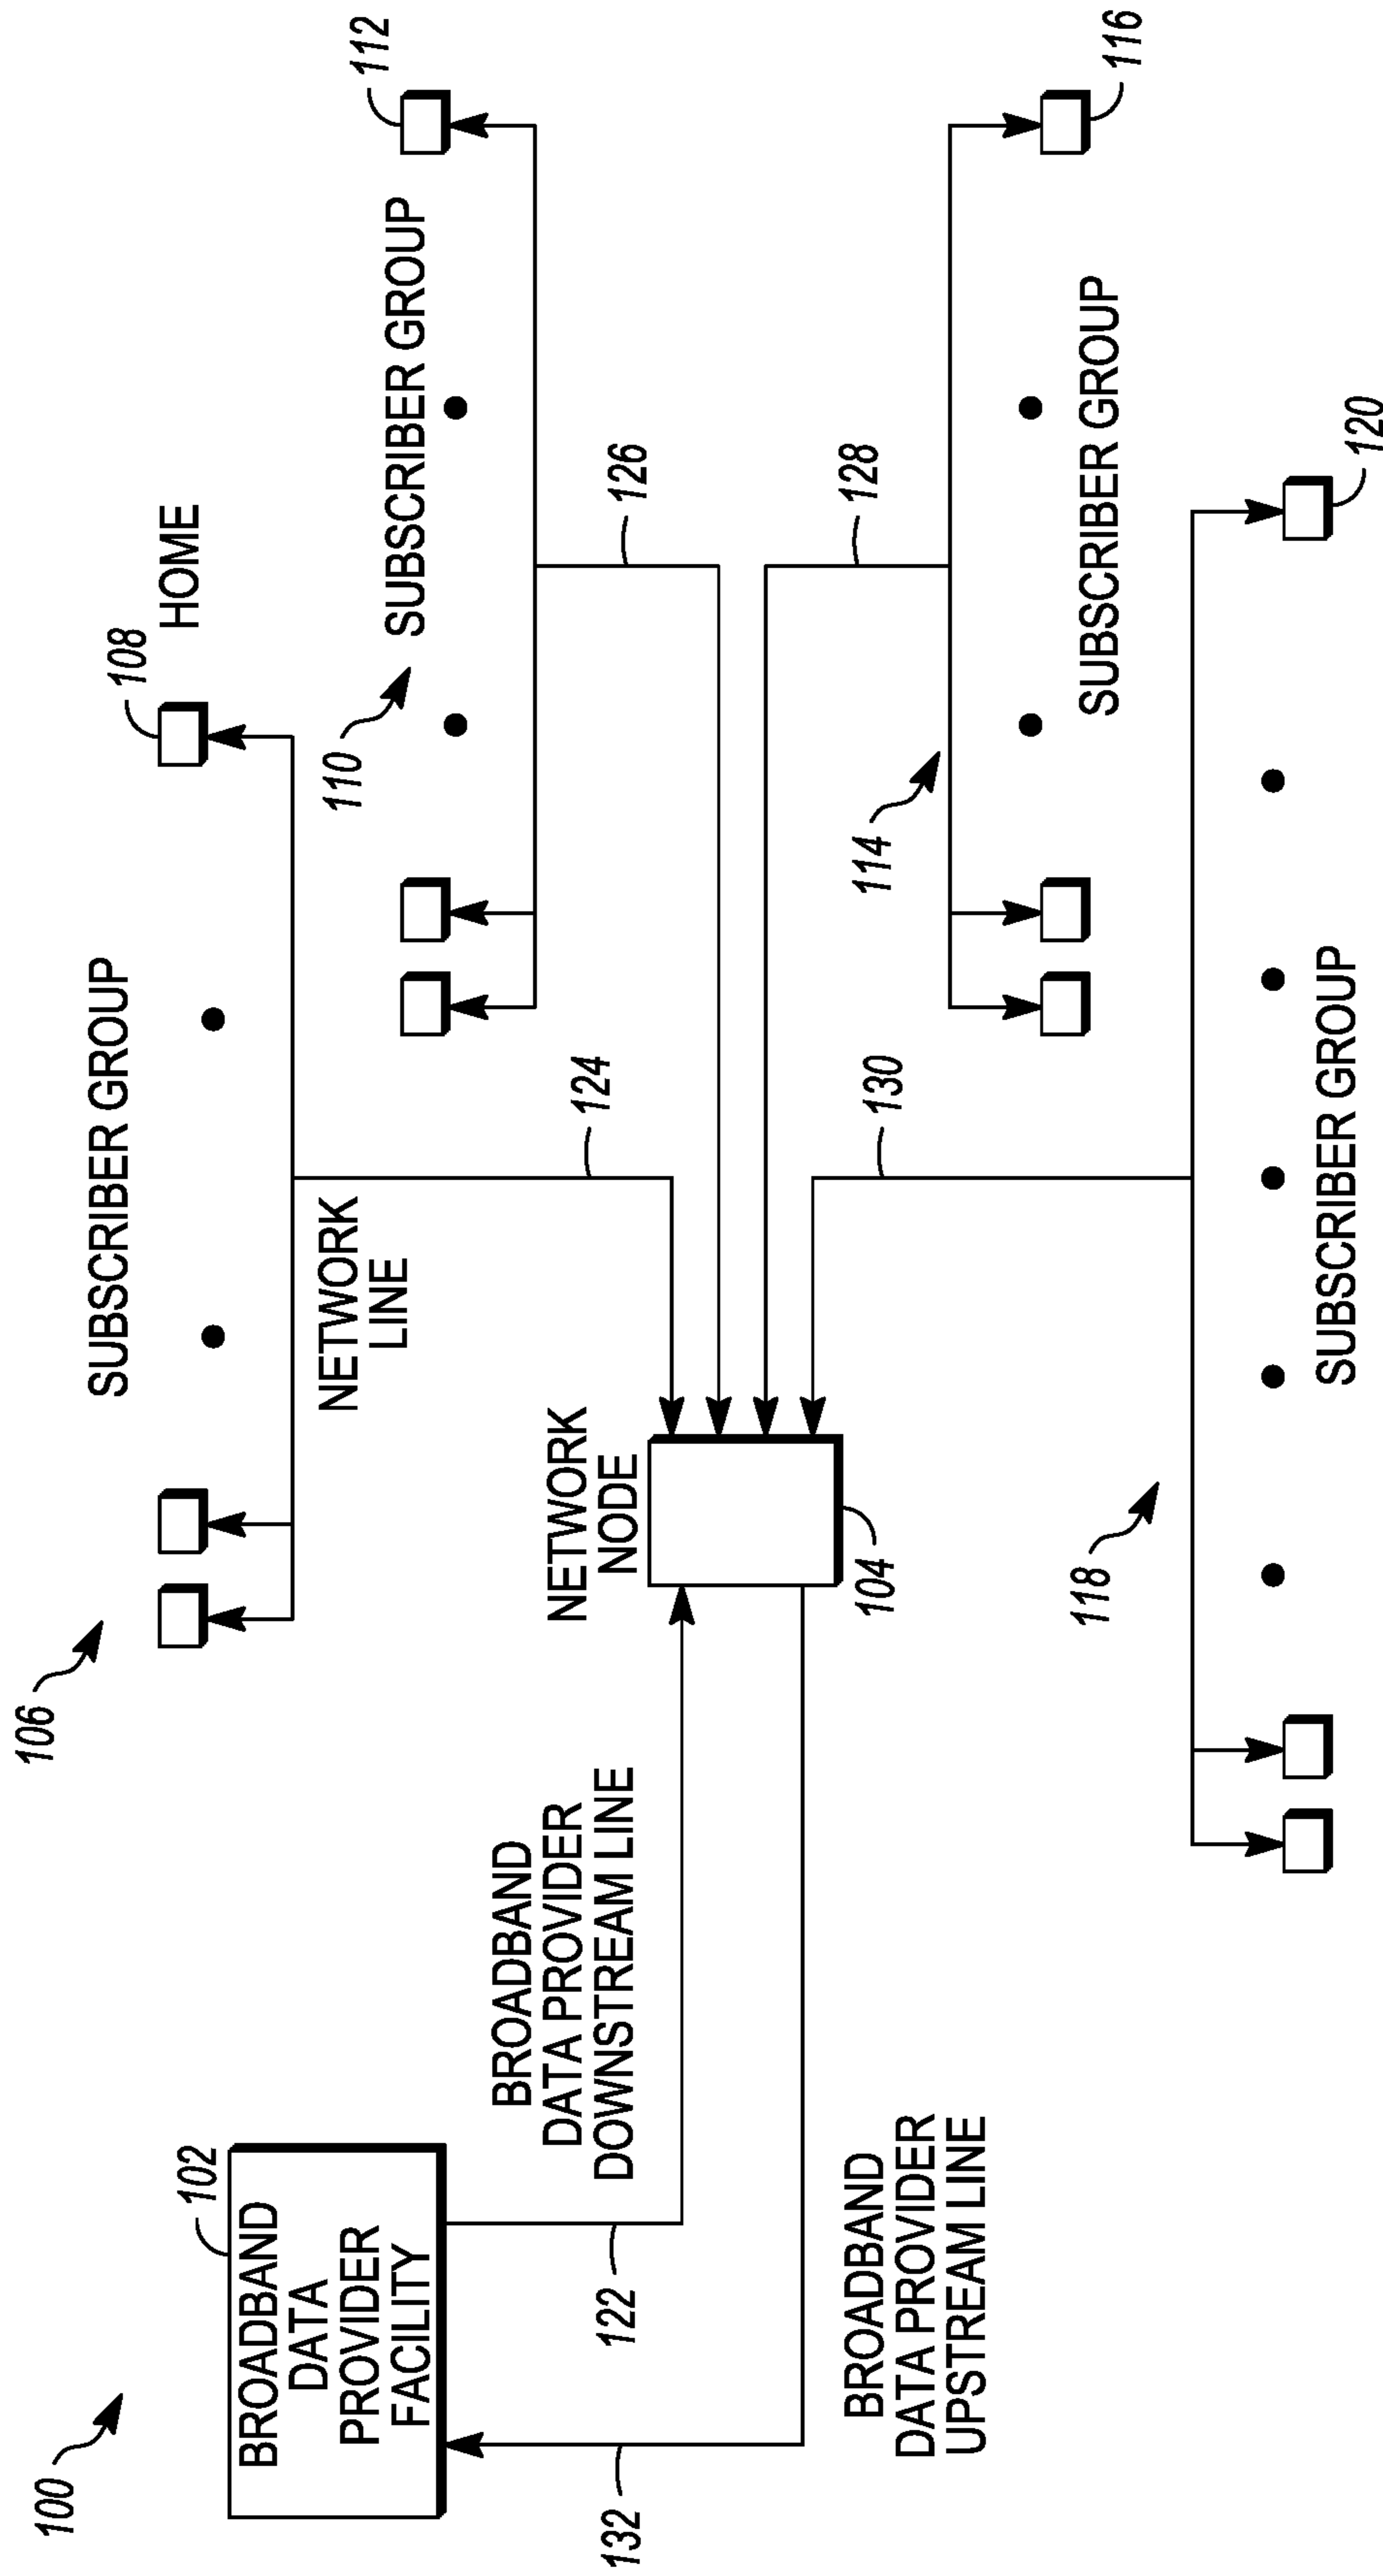 100
BROADBAND
DATA
PROVIDER
FACILITY
102
122
132
BROADBAND
DATA PROVIDER
DOWNSTREAM LINE
BROADBAND
DATA PROVIDER
UPSTREAM LINE
NETWORK
NODE
104
106
SUBSCRIBER GROUP
108
HOME
NETWORK
LINE
124
110
SUBSCRIBER GROUP
112
126
128
114
SUBSCRIBER GROUP
116
130
118
SUBSCRIBER GROUP
120